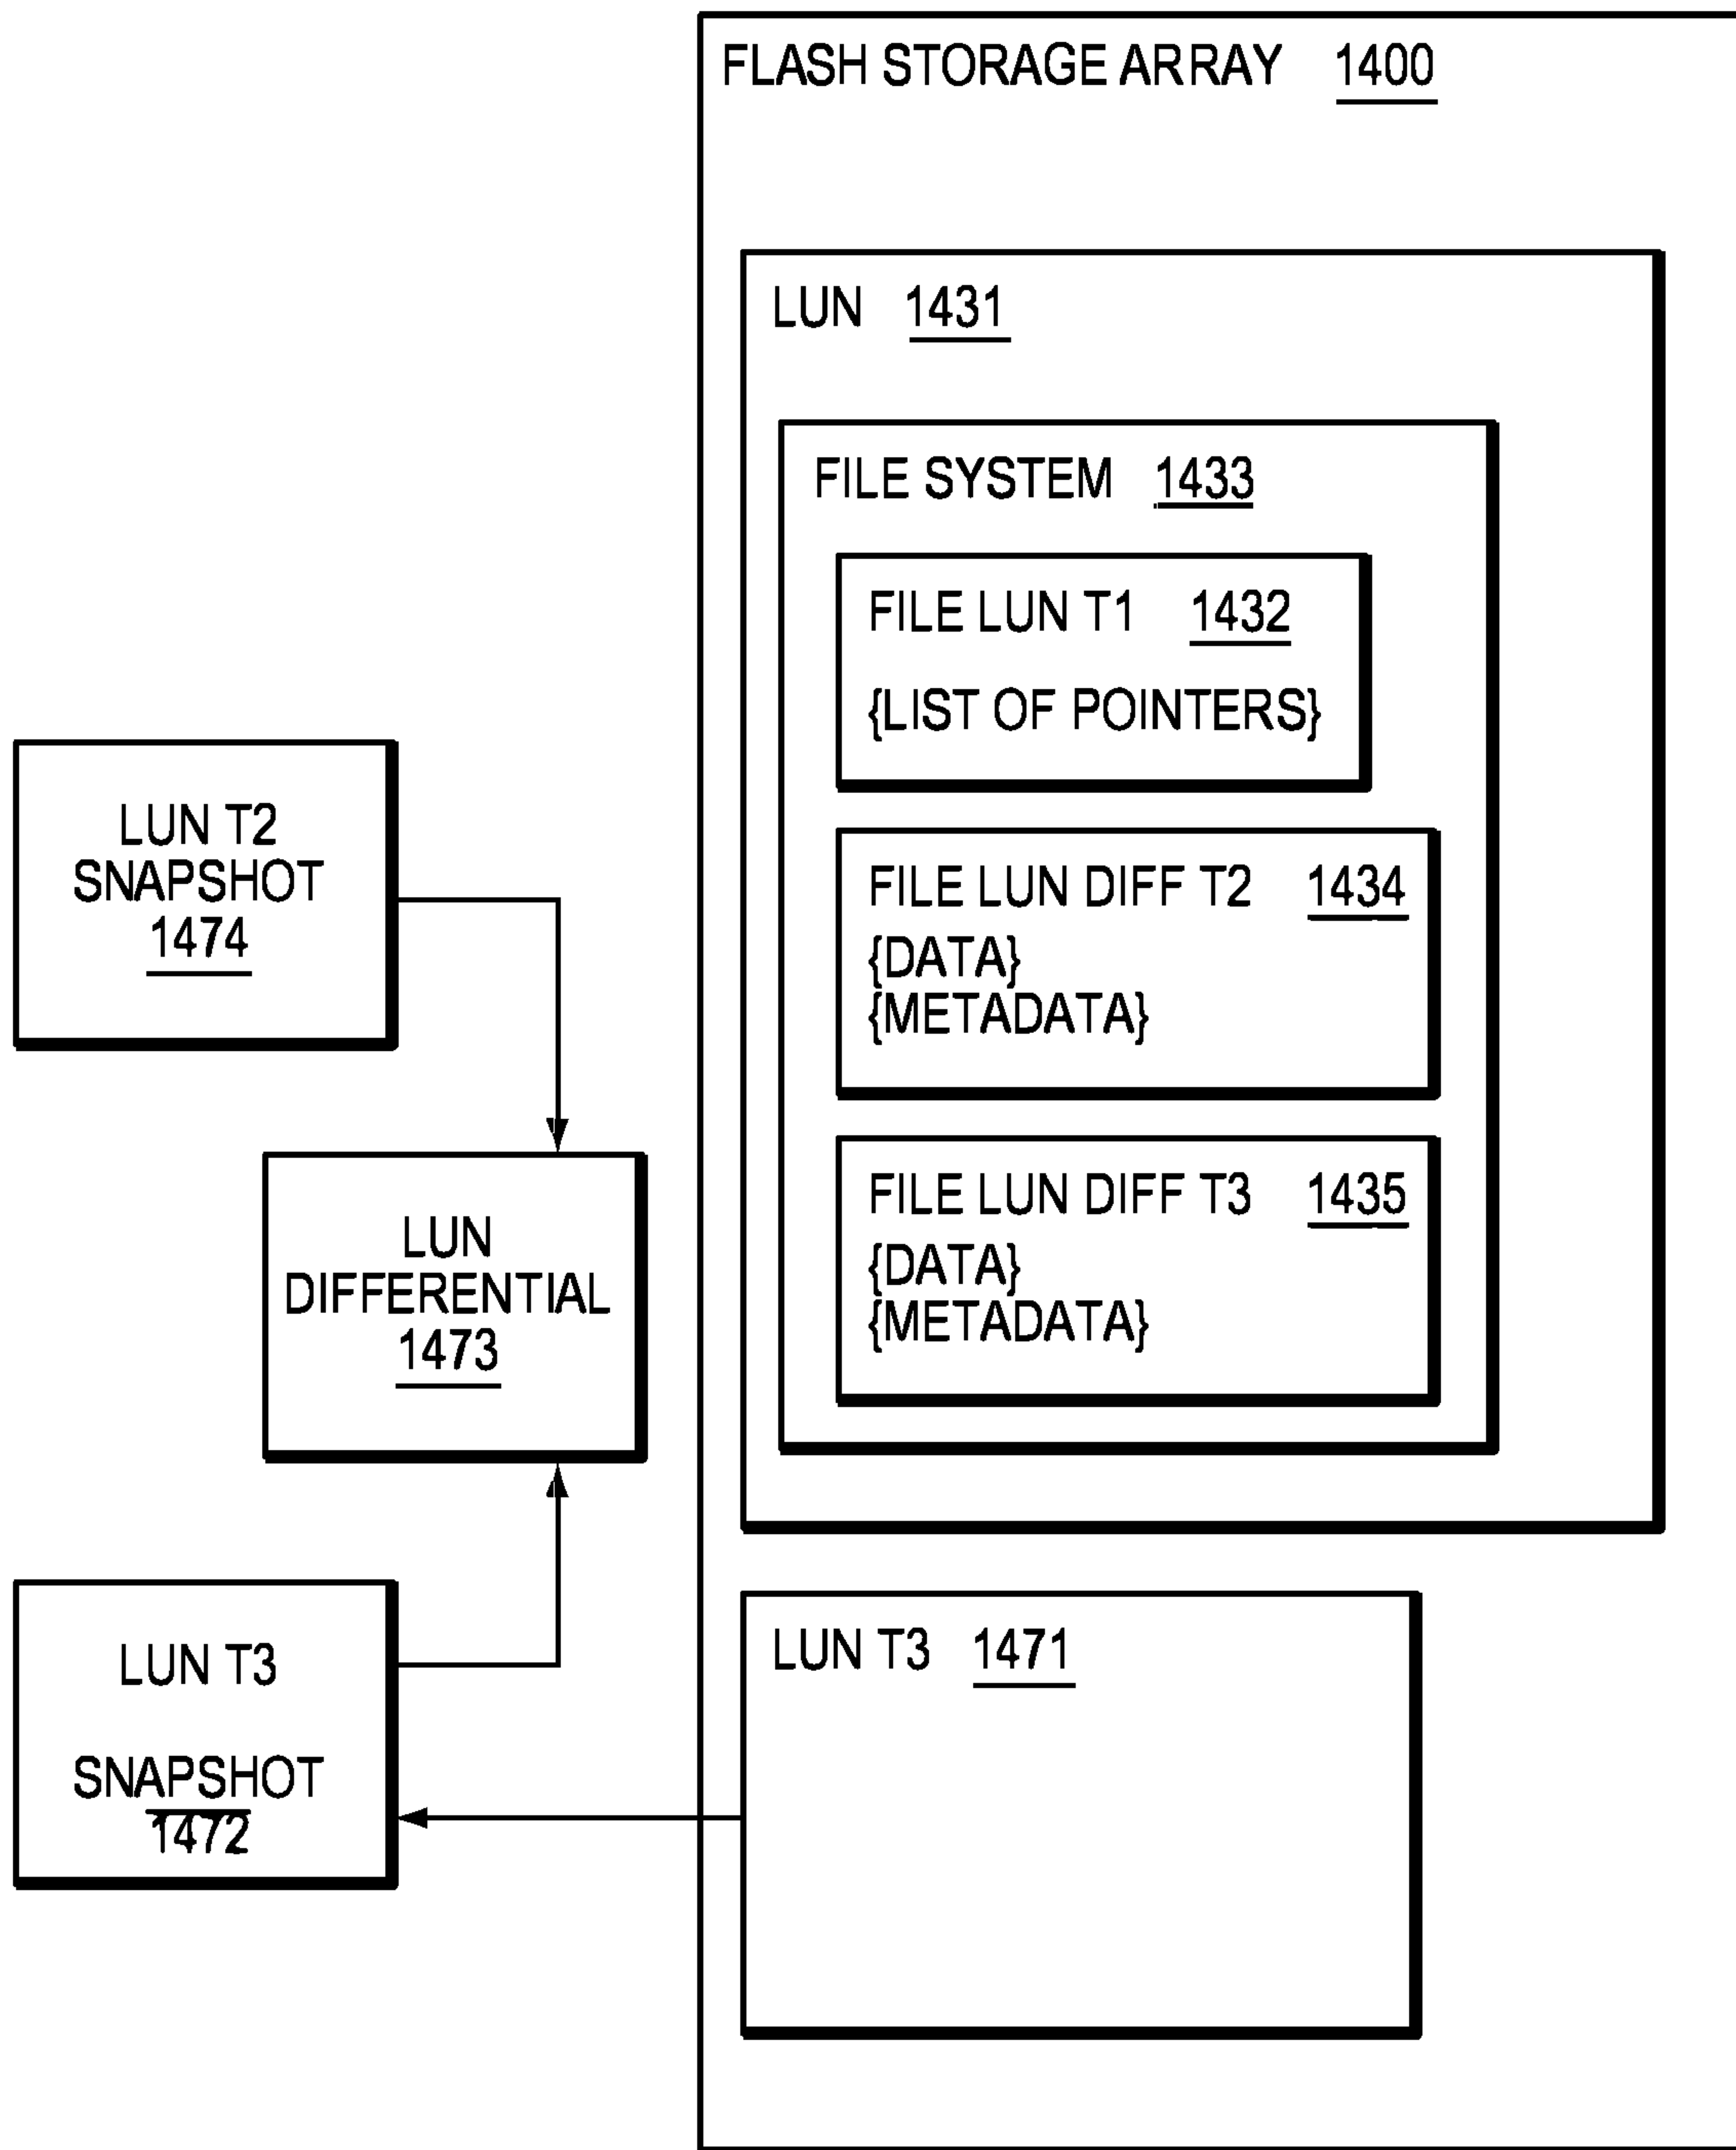 FLASH STORAGE ARRAY 1400
LUN 1431
FILE SYSTEM 1433
FILE LUN T1 1432
{LIST OF POINTERS}
FILE LUN DIFF T2 1434
{DATA}
{METADATA}
FILE LUN DIFF T3 1435
{DATA}
{METADATA}
LUN T2
SNAPSHOT
1474
LUN
DIFFERENTIAL
1473
LUN T3
SNAPSHOT
1472
LUN T3 1471